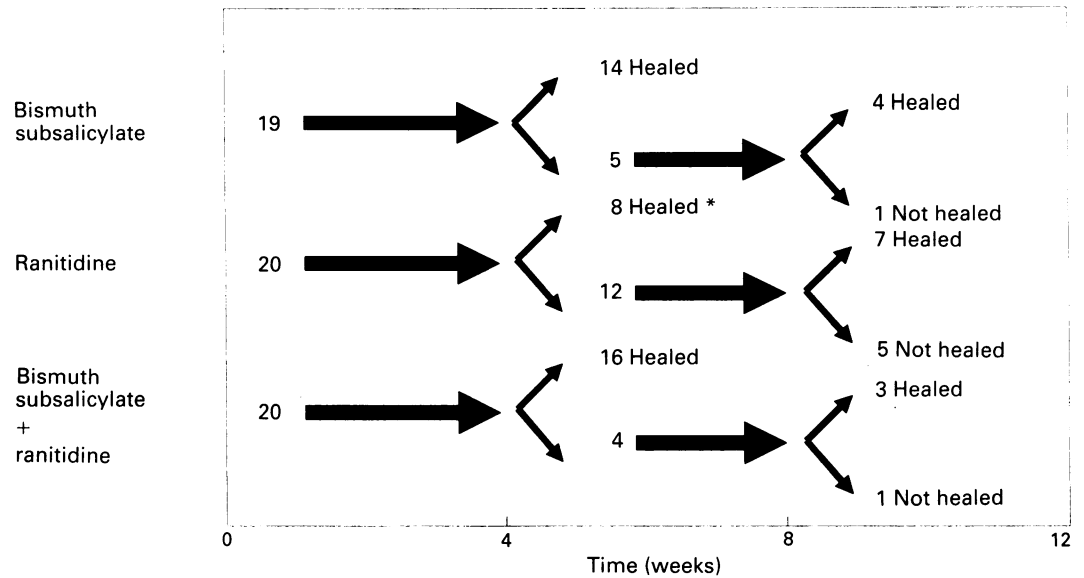 Bismuth
subsalicylate
19
14 Healed
5
4 Healed
1 Not healed
Ranitidine
20
8 Healed *
12
7 Healed
5 Not healed
Bismuth
subsalicylate
+
ranitidine
20
16 Healed
4
3 Healed
1 Not healed
0 4 8 12
Time (weeks)